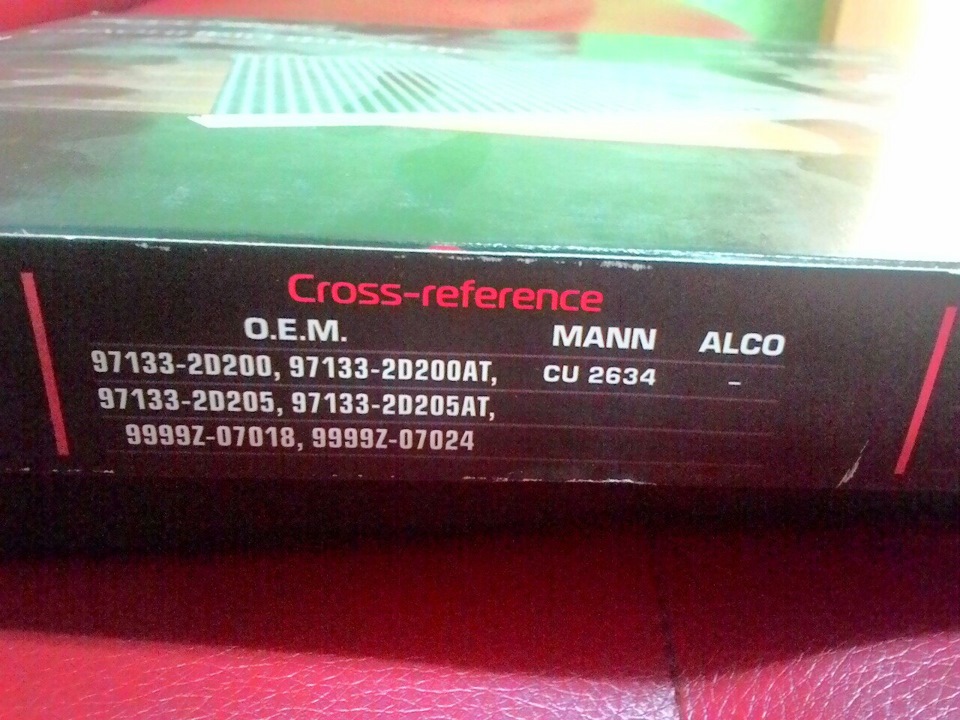 Cross-reference
O.E.M. MANN ALCO
97133-2D200, 97133-2D200AT, CU 2634 –
97133-2D205, 97133-2D205AT,
9999Z-07018, 9999Z-07024